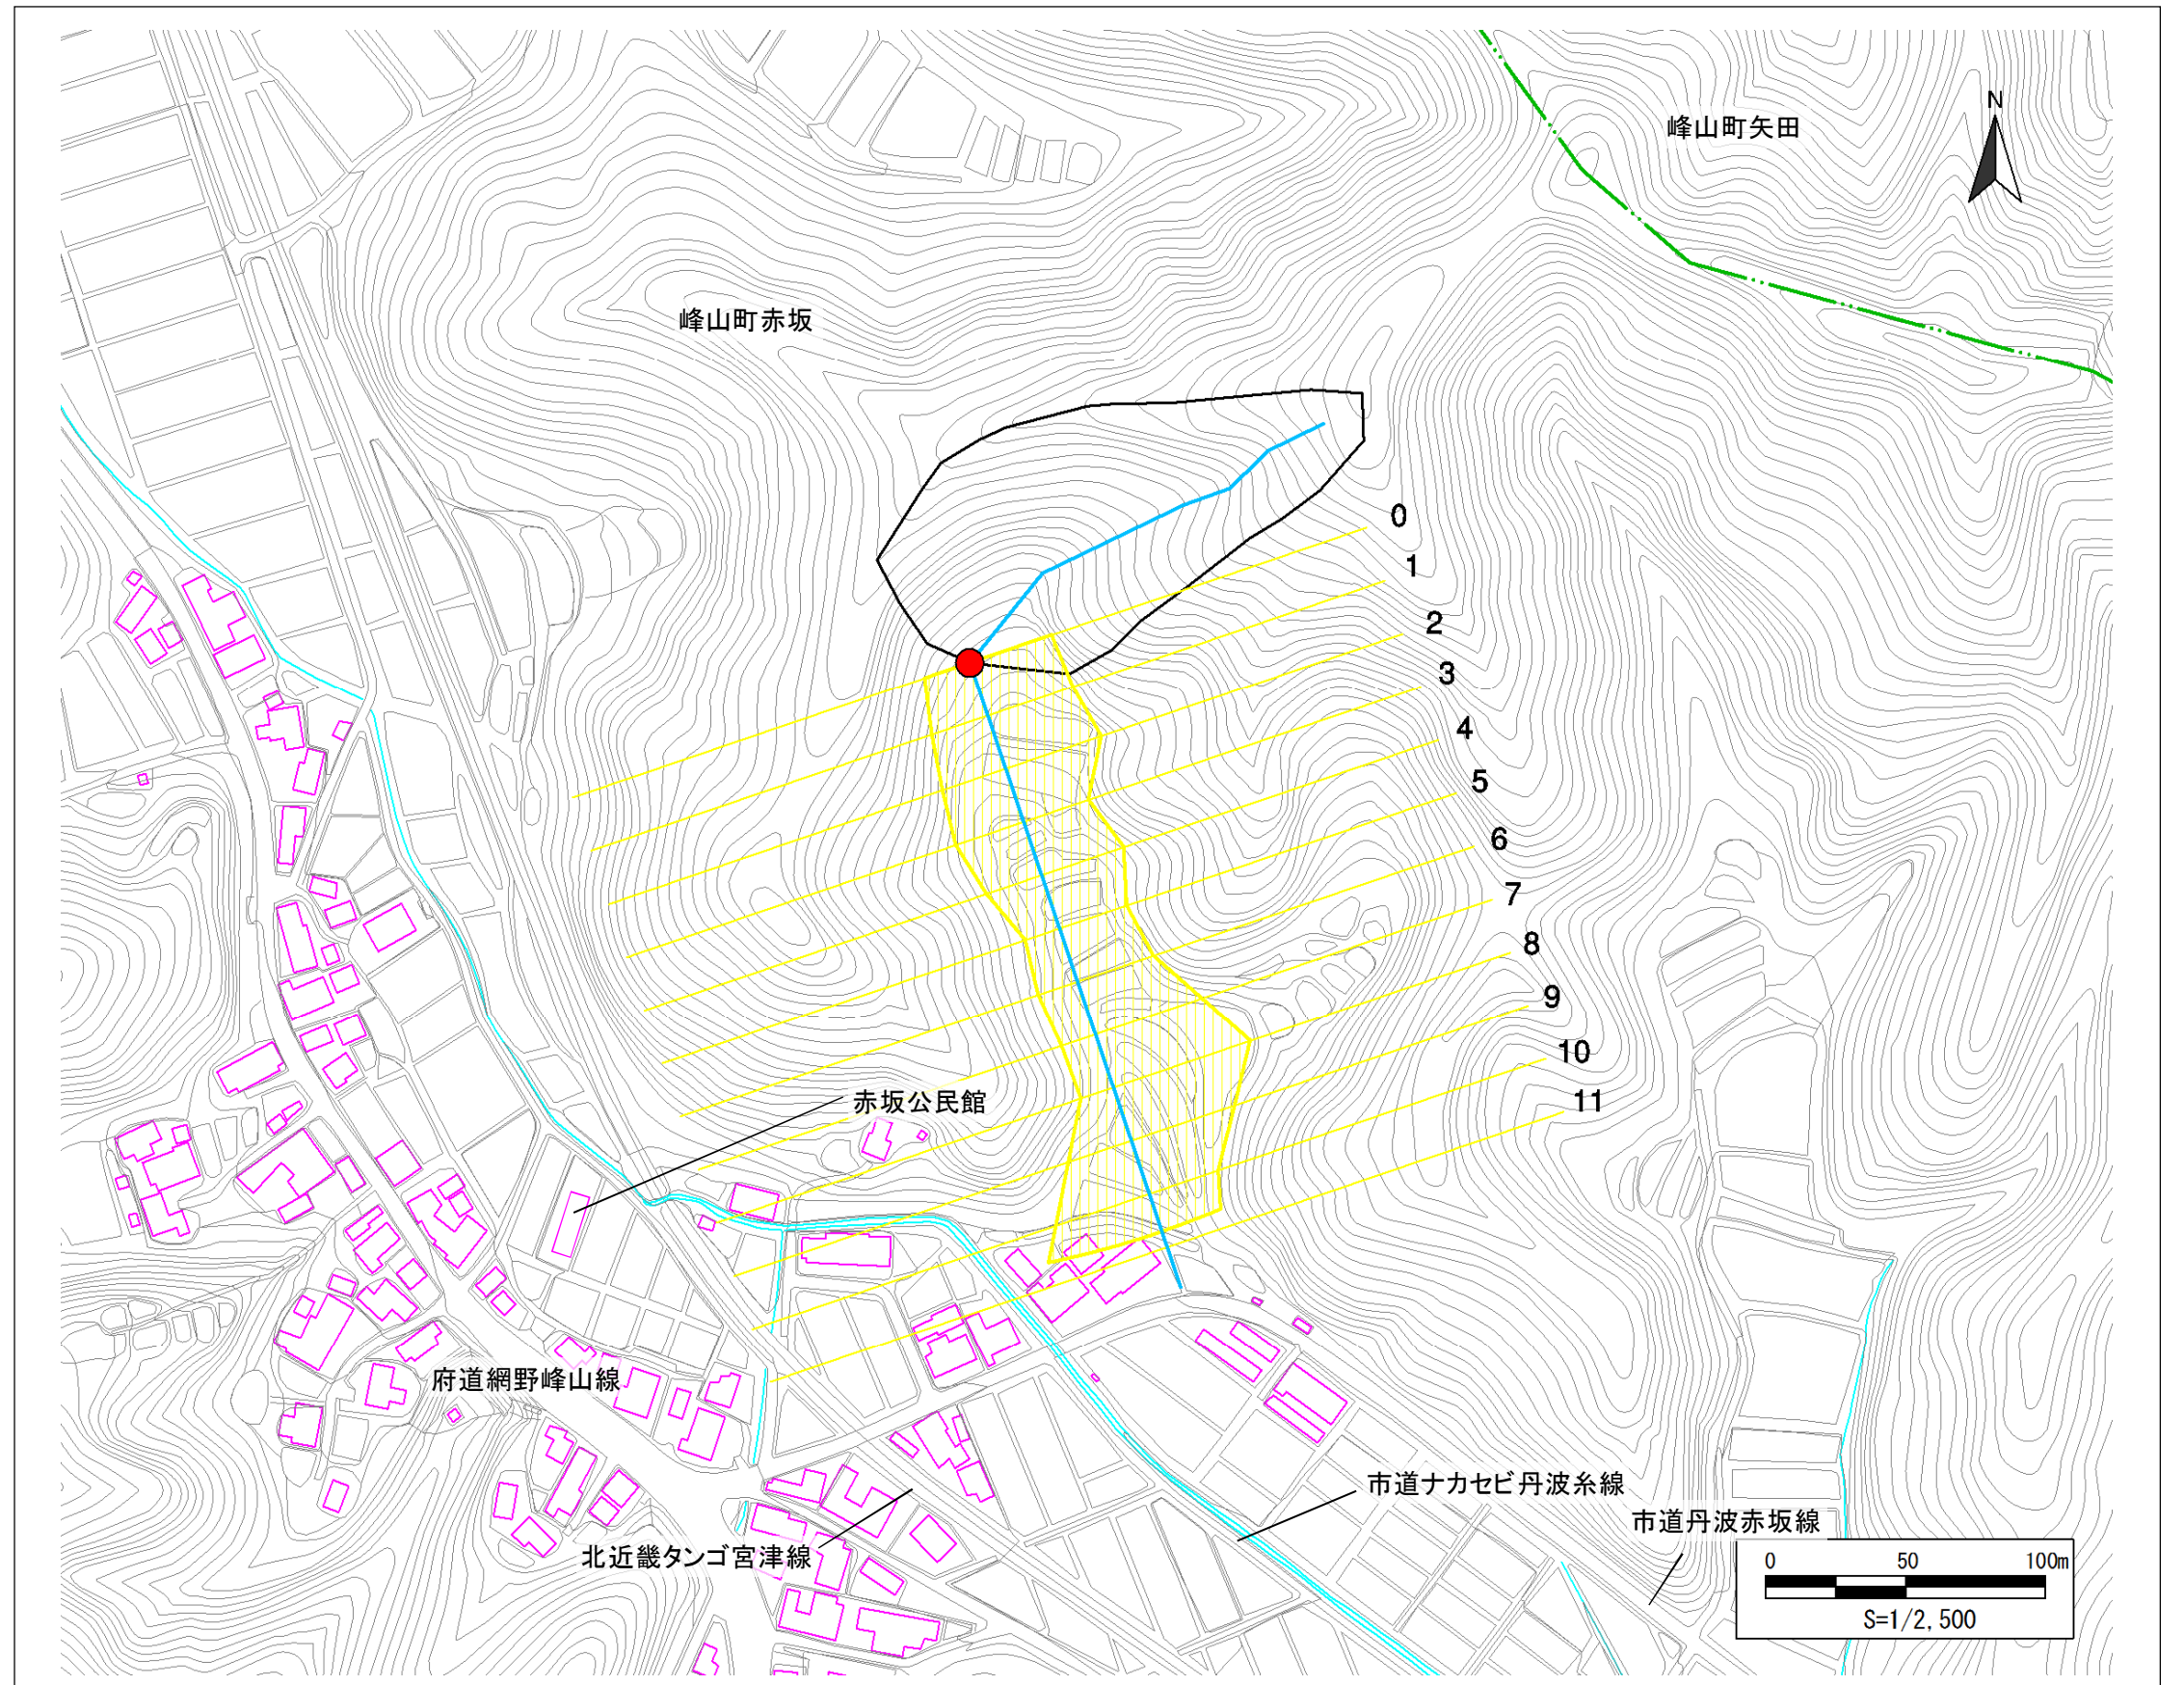 N
峰山町矢田
峰山町赤坂
0
1
2
3
4
5
6
7
8
9
10
11
赤坂公民館
府道網野峰山線
市道ナカセビ丹波糸線
市道丹波赤坂線
北近畿タンゴ宮津線
0 50 100m
S=1/2,500